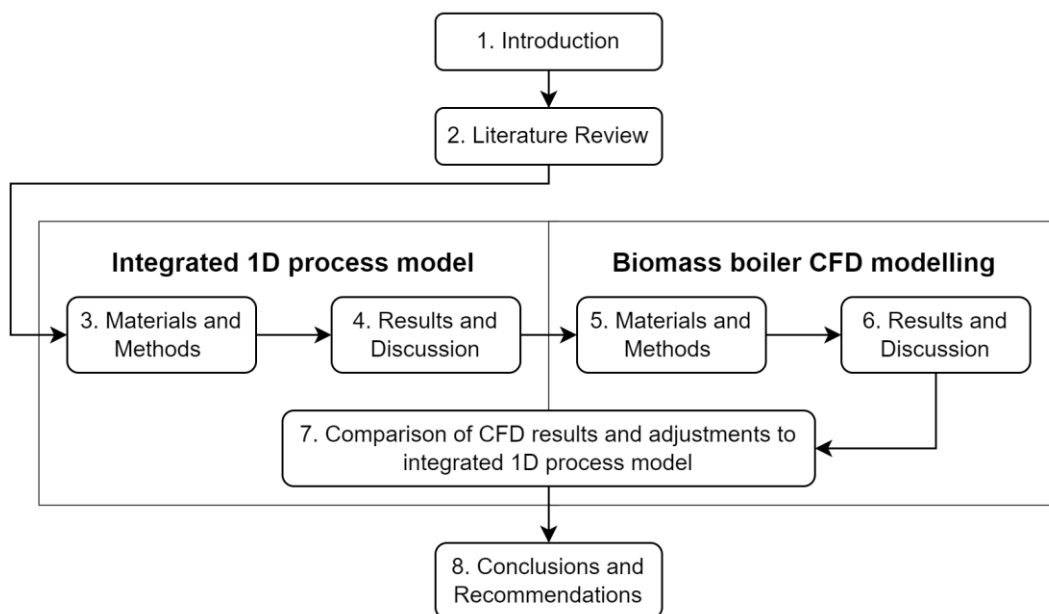 1. Introduction
2. Literature Review
Integrated 1D process model
Biomass boiler CFD modelling
3. Materials and
Methods
4. Results and
Discussion
5. Materials and
Methods
6. Results and
Discussion
7. Comparison of CFD results and adjustments to
integrated 1D process model
8. Conclusions and
Recommendations